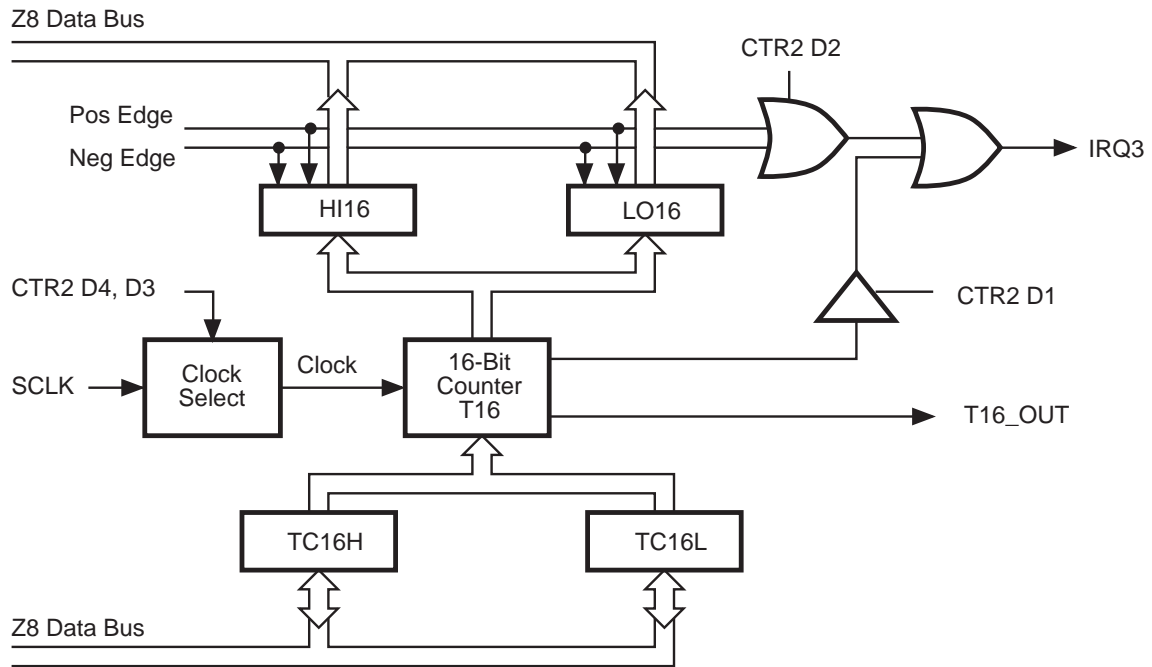 Z8 Data Bus
CTR2 D2
Pos Edge
Neg Edge
IRQ3
HI16
LO16
CTR2 D4, D3
CTR2 D1
SCLK
Clock
Select
Clock
16-Bit
Counter
T16
T16_OUT
TC16H
TC16L
Z8 Data Bus